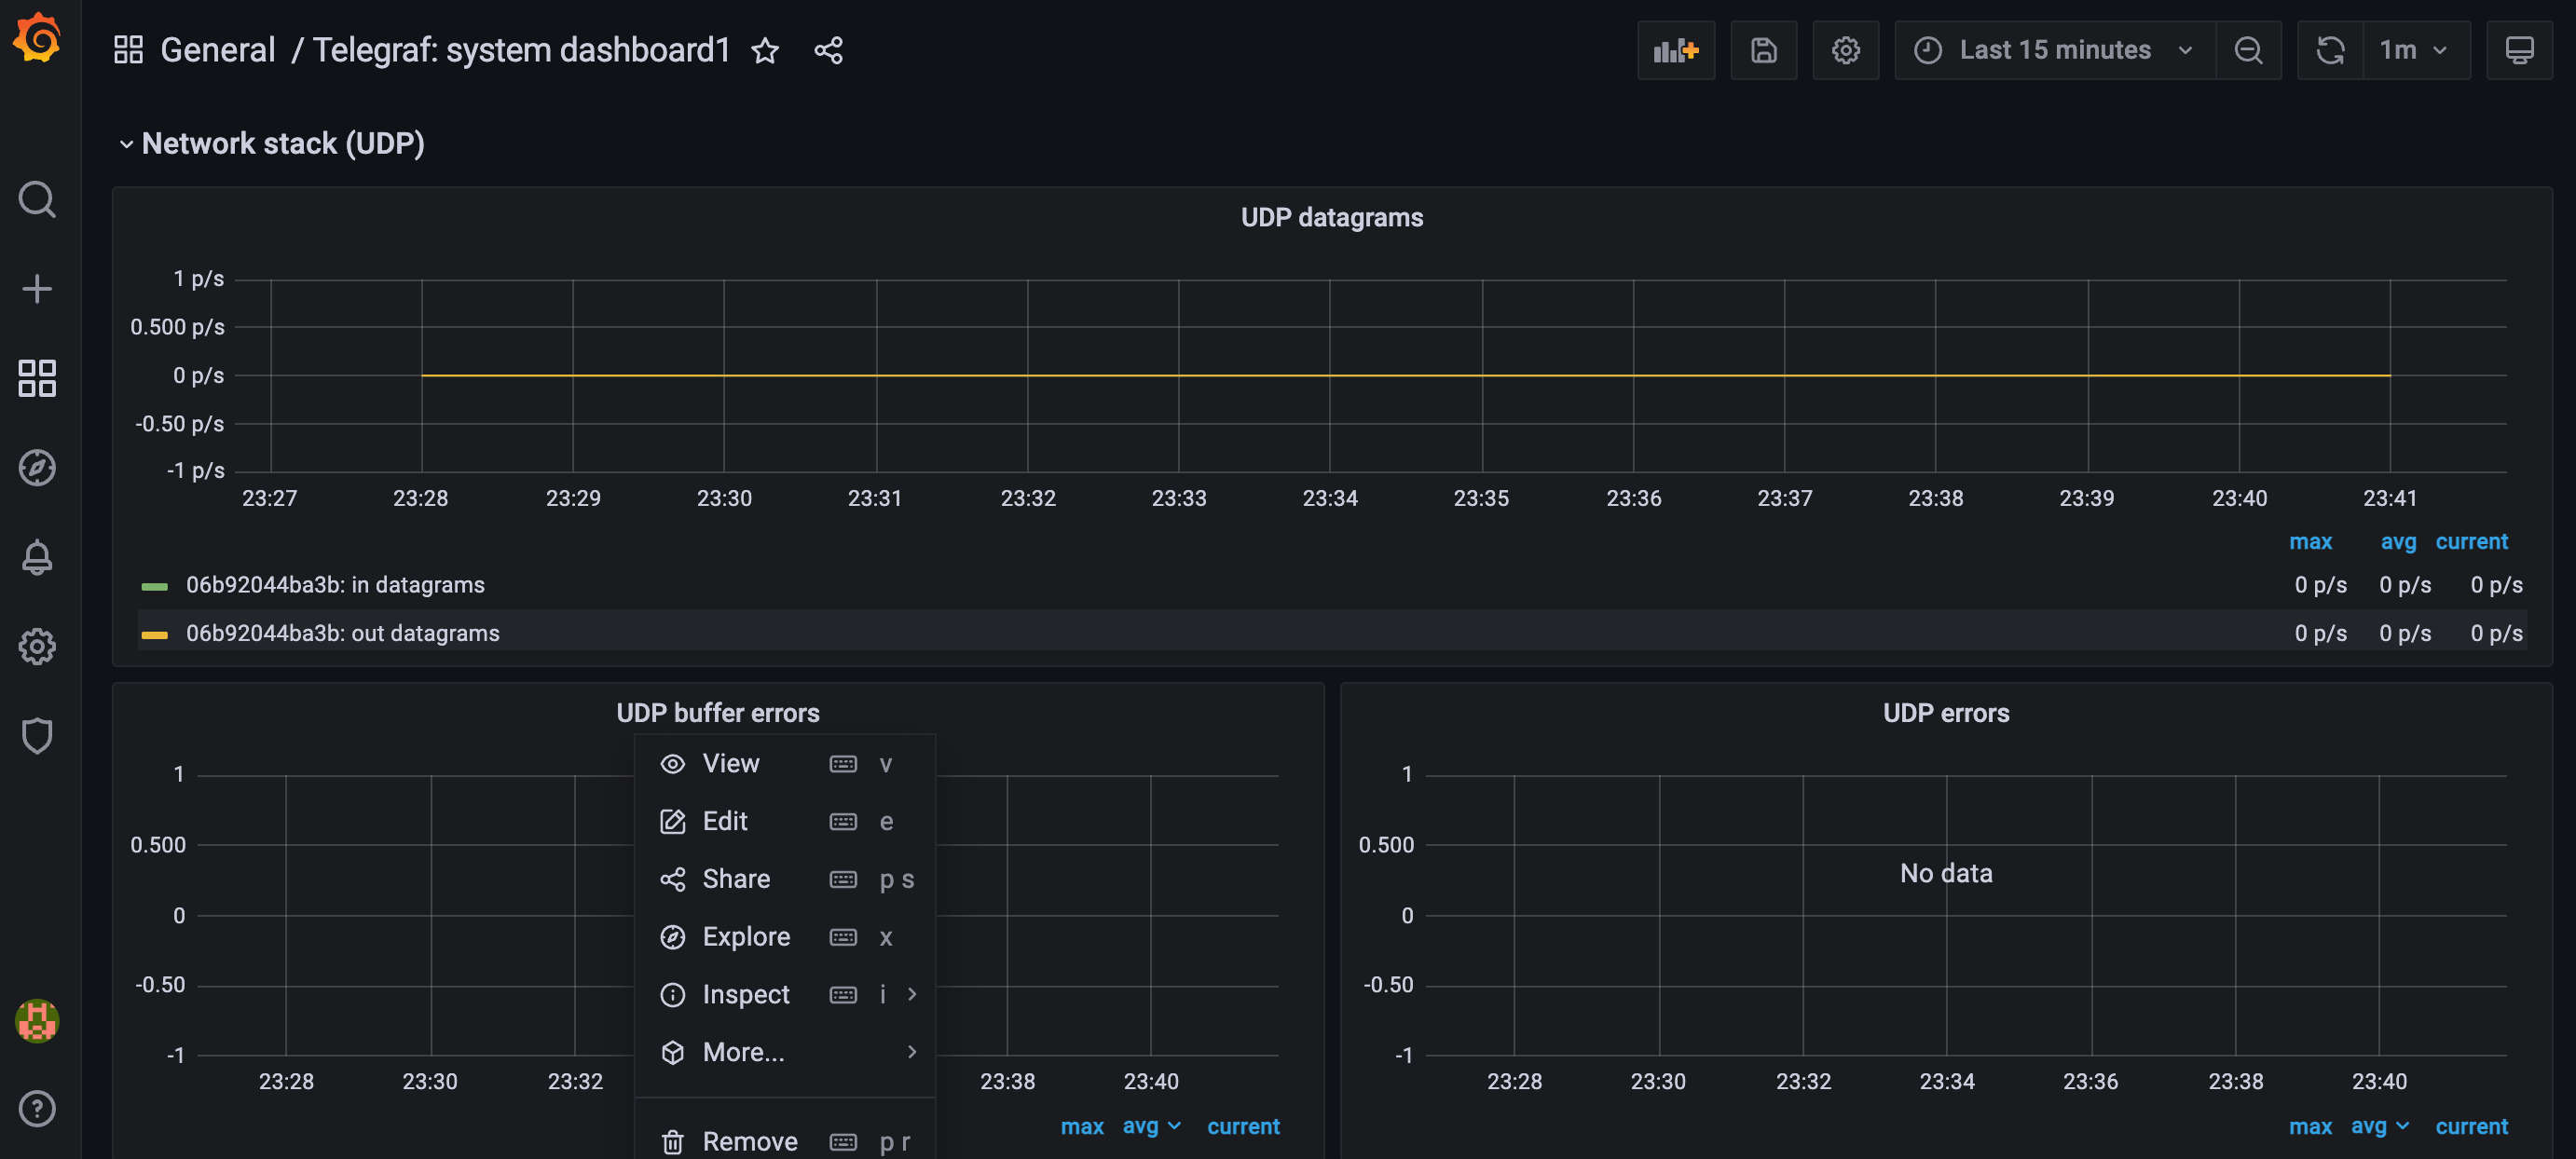 General / Telegraf: system dashboard1
Last 15 minutes
1m
Network stack (UDP)
UDP datagrams
1 p/s
0.500 p/s
0 p/s
-0.50 p/s
-1 p/s
23:27 23:28 23:29 23:30 23:31 23:32 23:33 23:34 23:35 23:36 23:37 23:38 23:39 23:40 23:41
max avg current
06b92044ba3b: in datagrams 0 p/s 0 p/s 0 p/s
06b92044ba3b: out datagrams 0 p/s 0 p/s 0 p/s
UDP buffer errors
1
0.500
0
-0.50
-1
23:28 23:30 23:32 23:38 23:40
max avg current
View v
Edit e
Share p s
Explore x
Inspect i
More...
Remove p r
UDP errors
1
0.500
0
-0.50
-1
No data
23:28 23:30 23:32 23:34 23:36 23:38 23:40
max avg current